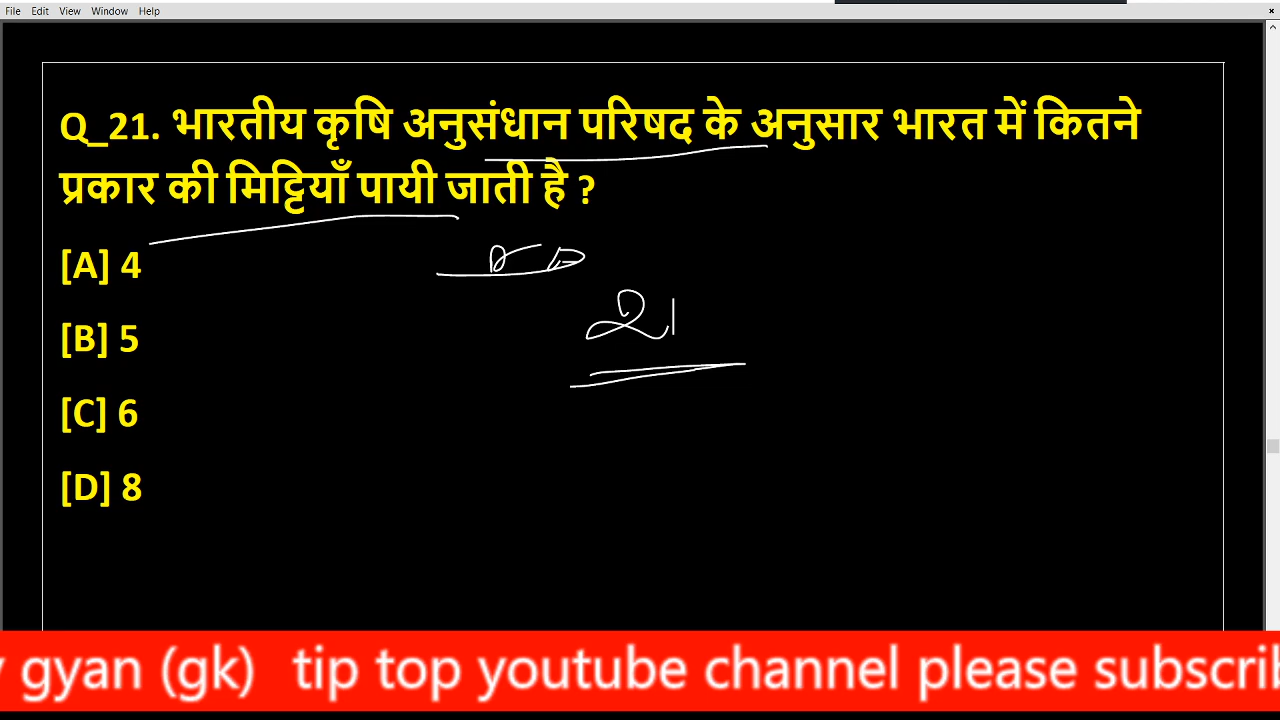 File Edit View Window Help
Q_21. भारतीय कृषि अनुसंधान परिषद के अनुसार भारत में कितने
प्रकार की मिट्टियाँ पायी जाती है ?
[A] 4
[B] 5
21
[C] 6
[D] 8
gyan (gk) tip top youtube channel please subscrib